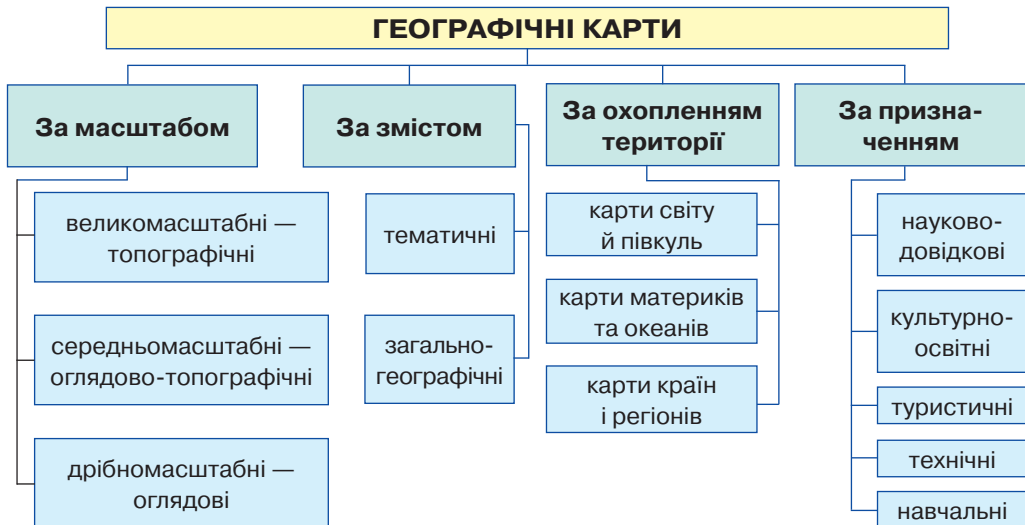 ГЕОГРАФІЧНІ КАРТИ
За масштабом
великомасштабні —
топографічні
середньомасштабні —
оглядово-топографічні
дрібномасштабні —
оглядові
За змістом
тематичні
загально-
географічні
За охопленням
території
карти світу
й півкуль
карти материків
та океанів
карти країн
і регіонів
За призна-
ченням
науково-
довідкові
культурно-
освітні
туристичні
технічні
навчальні